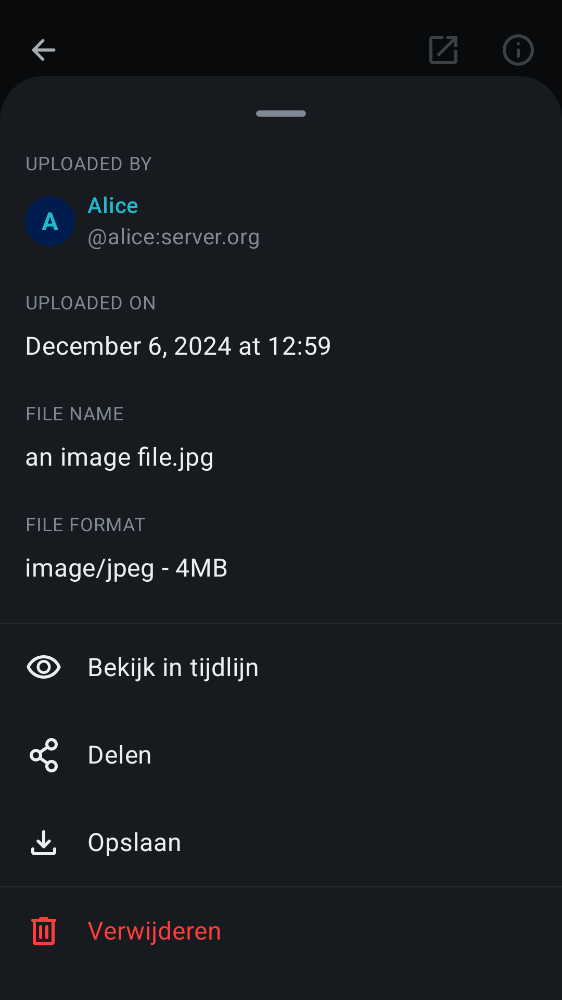 UPLOADED BY
A
Alice
@alice:server.org
UPLOADED ON
December 6, 2024 at 12:59
FILE NAME
an image file.jpg
FILE FORMAT
image/jpeg - 4MB
Bekijk in tijdlijn
Delen
Opslaan
Verwijderen